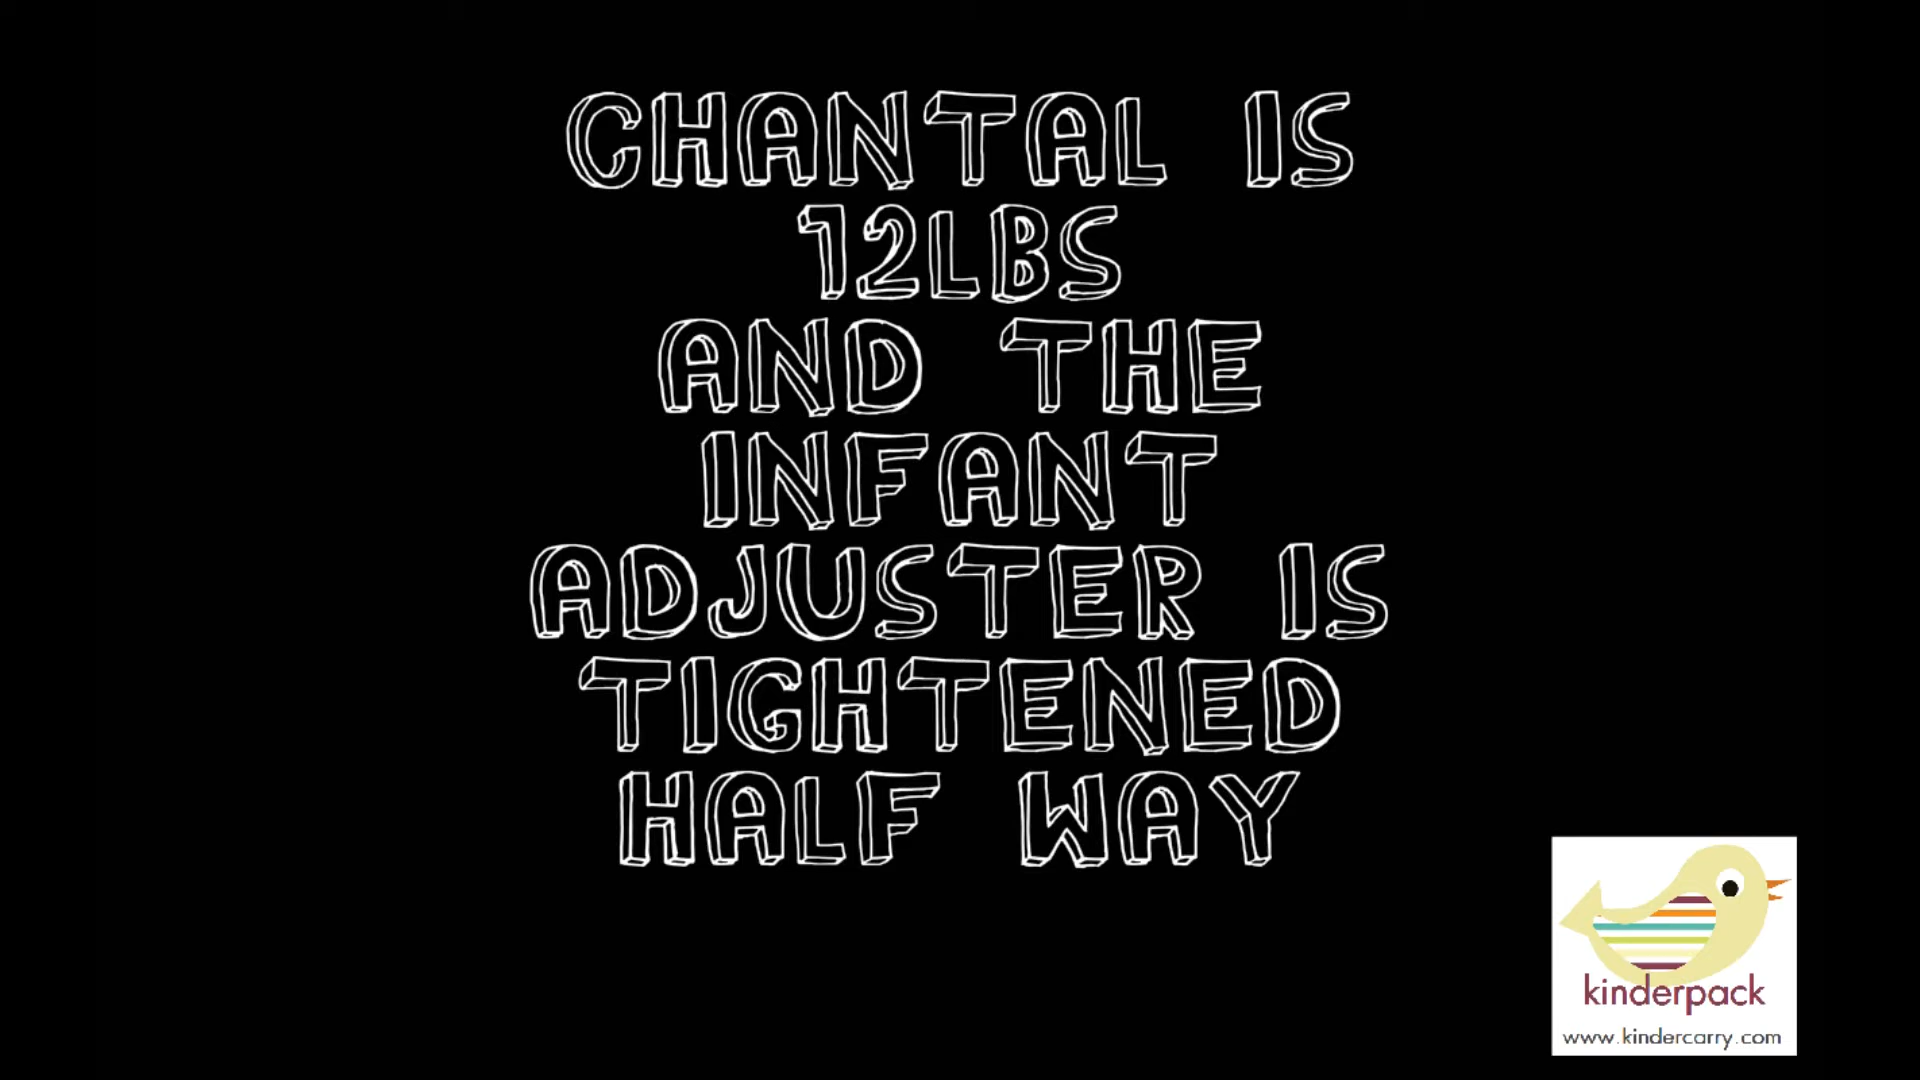 CHANTAL IS
12LBS
AND THE
INFANT
ADJUSTER IS
TIGHTENED
HALF WAY
kinderpack
www.kindercarry.com